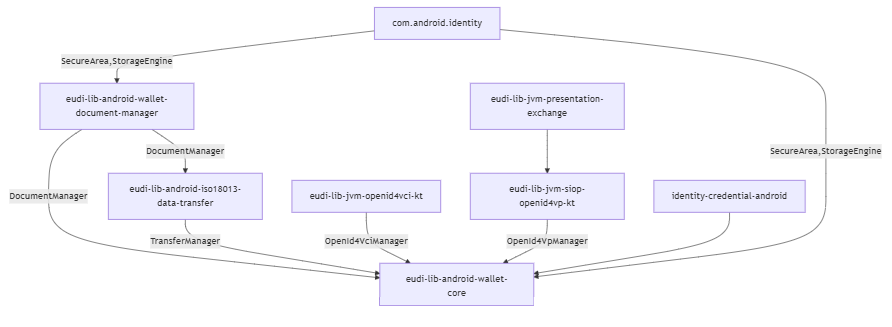 com.android.identity
SecureArea,StorageEngine
eudi-lib-android-wallet-
document-manager
eudi-lib-jvm-presentation-
exchange
DocumentManager
SecureArea,StorageEngine
DocumentManager
eudi-lib-android-iso18013-
data-transfer
eudi-lib-jvm-openid4vci-kt
eudi-lib-jvm-siop-
openid4vp-kt
identity-credential-android
TransferManager
OpenId4VciManager
OpenId4VpManager
eudi-lib-android-wallet-
core